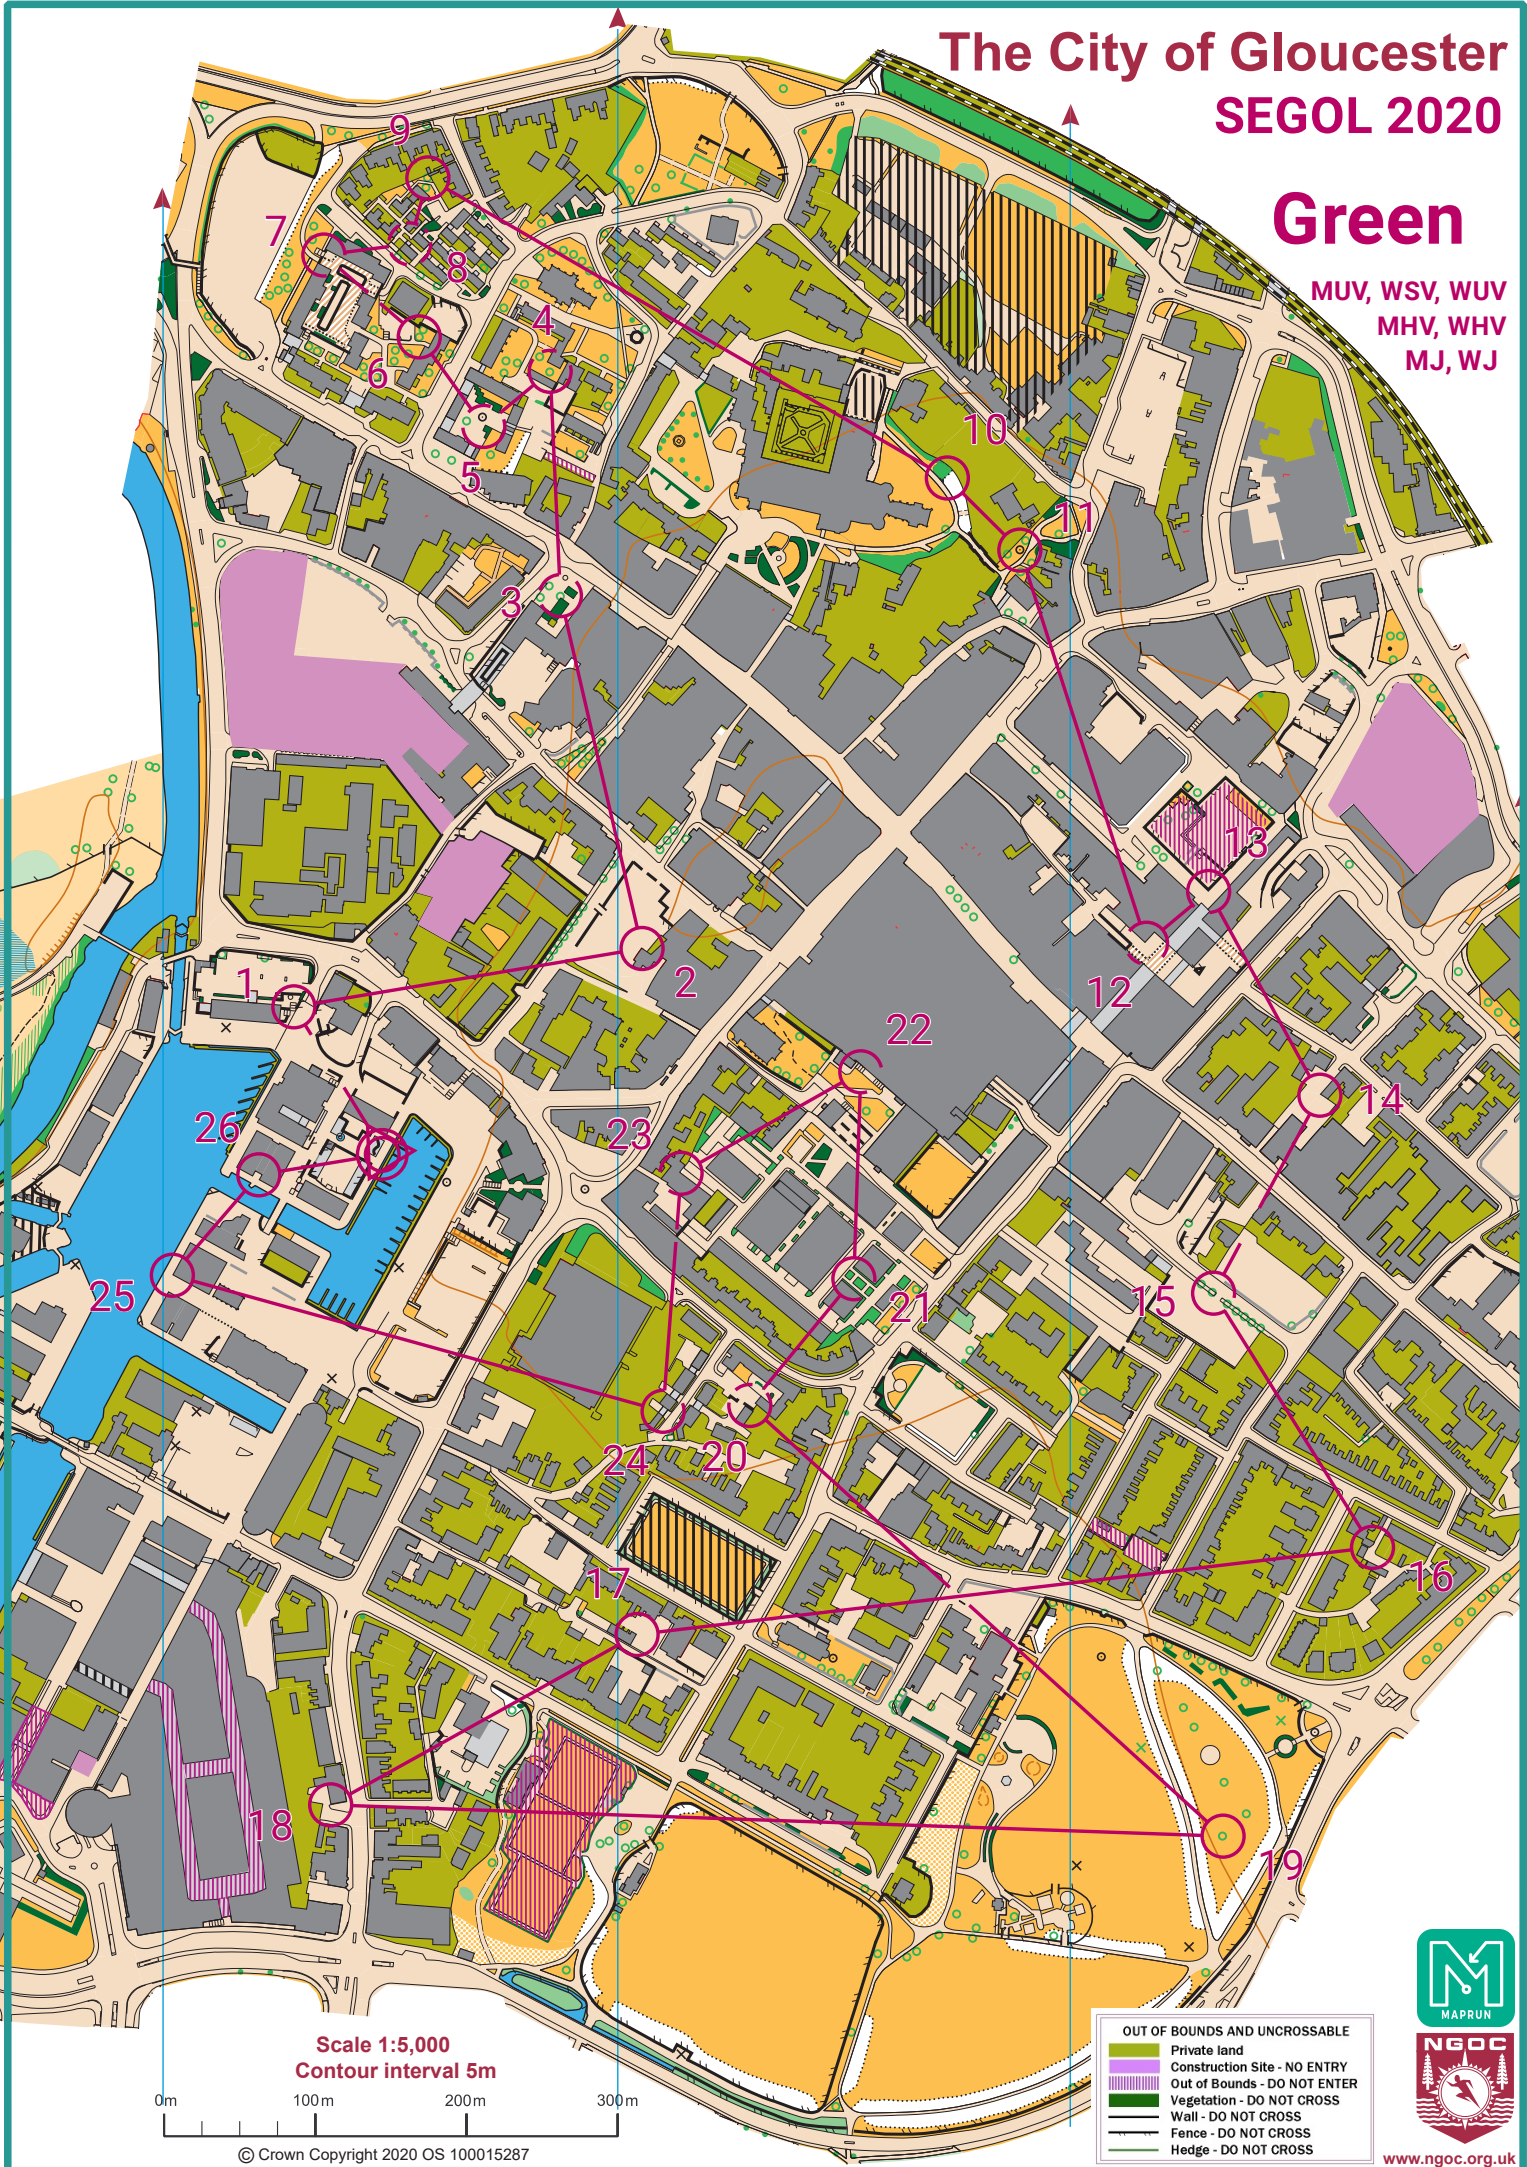 The City of Gloucester
SEGOL 2020
Green
MUV, WSV, WUV
MHV, WHV
MJ, WJ
9
7
8
4
6
5
10
11
3
13
1
2
12
22
14
26
23
25
15
21
24
20
17
16
18
19
Scale 1:5,000
Contour interval 5m
0m 100m 200m 300m
© Crown Copyright 2020 OS 100015287
OUT OF BOUNDS AND UNCROSSABLE
Private land
Construction Site - NO ENTRY
Out of Bounds - DO NOT ENTER
Vegetation - DO NOT CROSS
Wall - DO NOT CROSS
Fence - DO NOT CROSS
Hedge - DO NOT CROSS
MAPRUN
NGOC
www.ngoc.org.uk